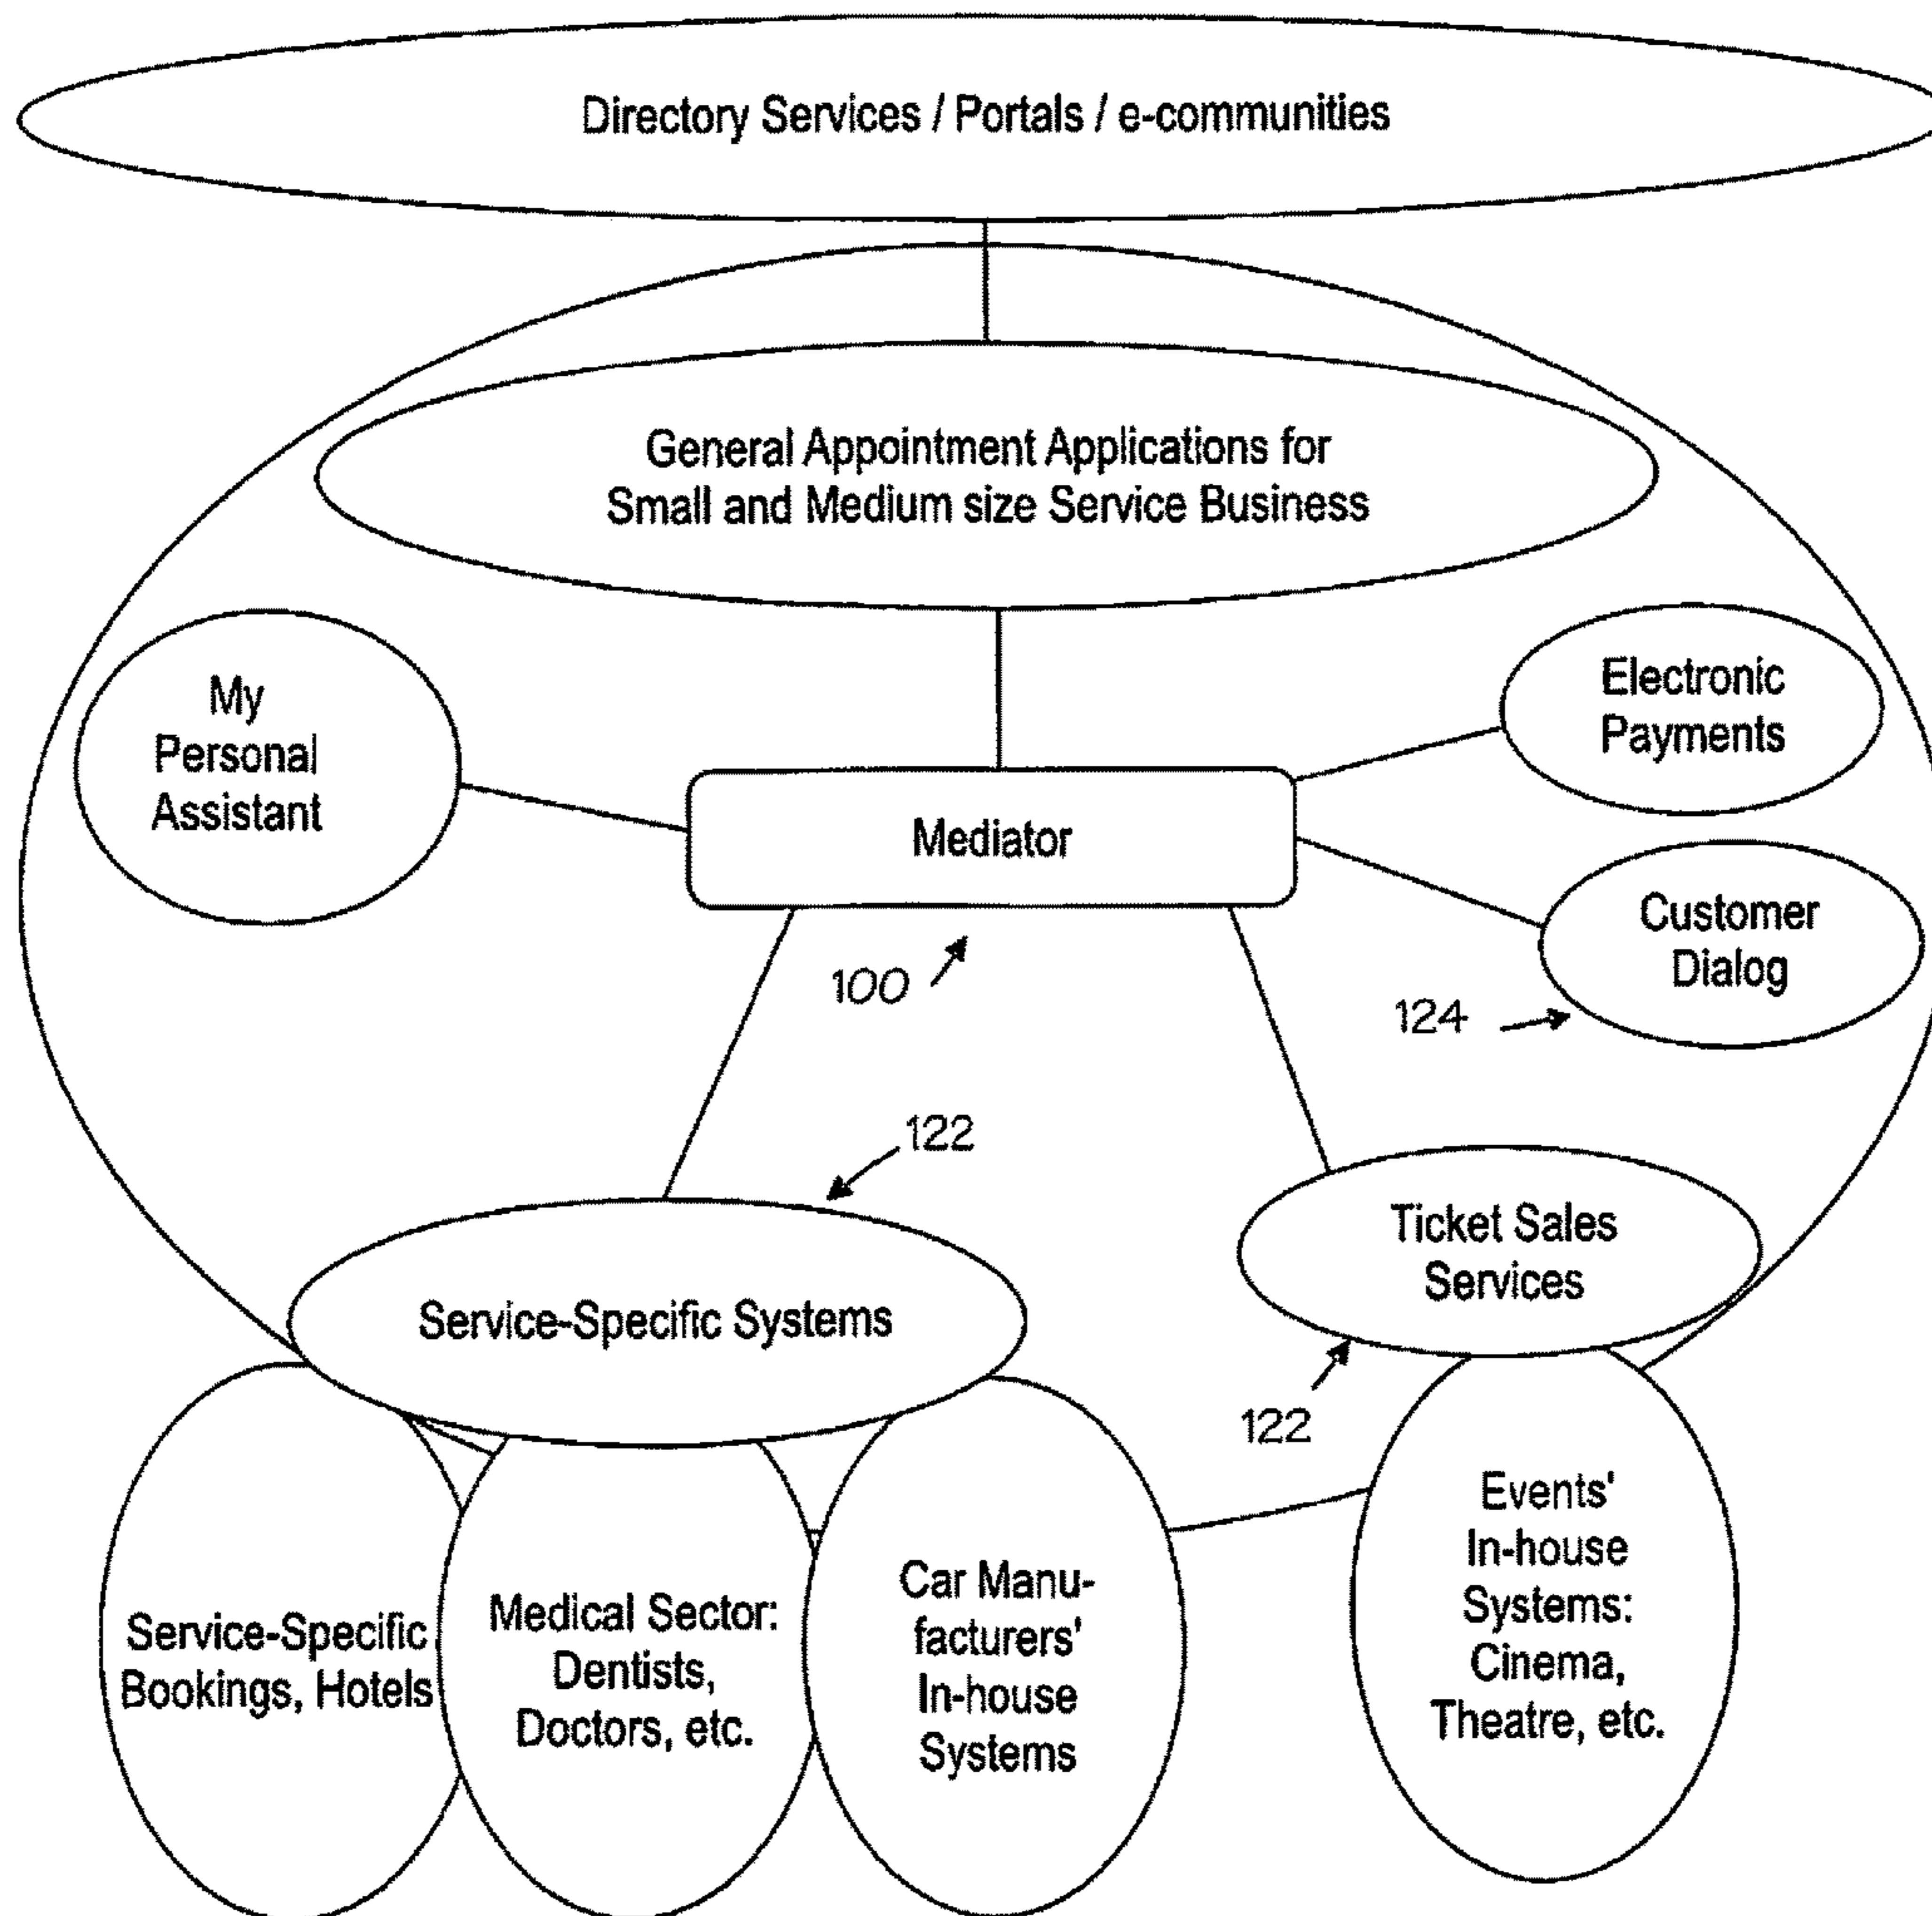 Directory Services / Portals / e-communities
General Appointment Applications for
Small and Medium size Service Business
My
Personal
Assistant
Electronic
Payments
Mediator
Customer
Dialog
100
124
122
Ticket Sales
Services
Service-Specific Systems
122
Events'
In-house
Systems:
Cinema,
Theatre, etc.
Service-Specific
Bookings, Hotels
Medical Sector:
Dentists,
Doctors, etc.
Car Manu-
facturers'
In-house
Systems